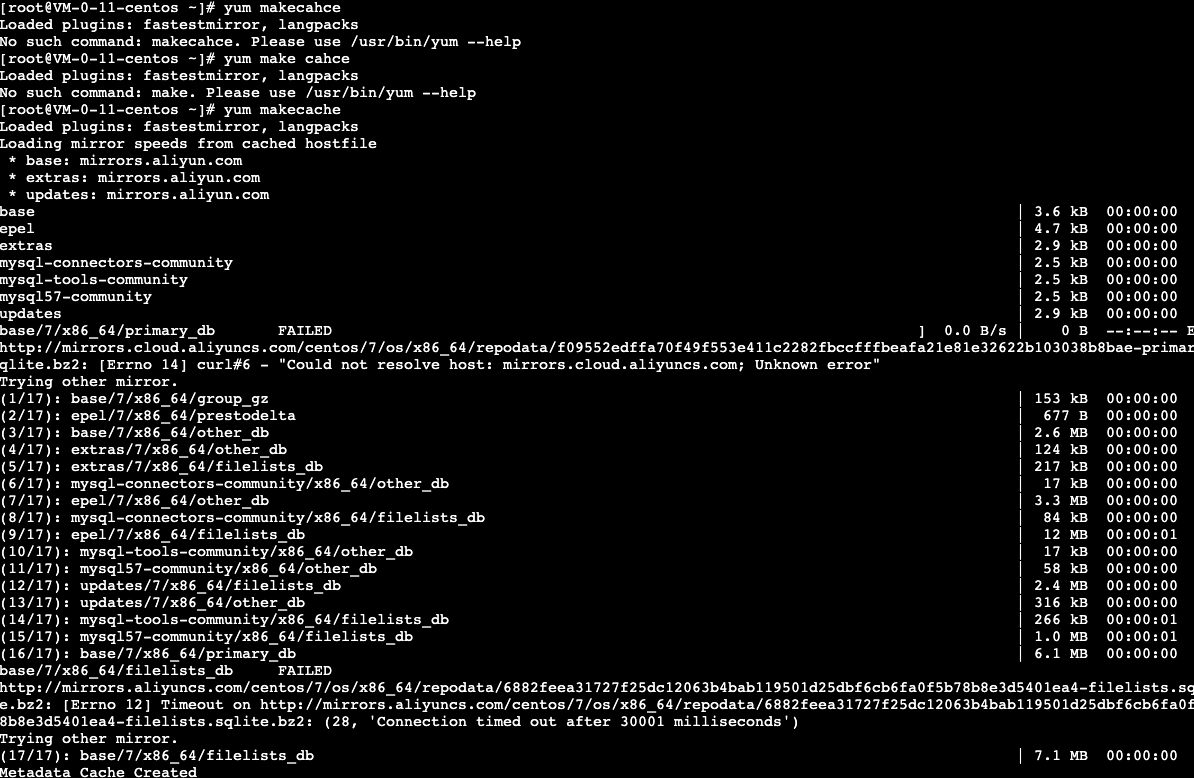 [root@VM-0-11-centos ~]# yum makecahce
Loaded plugins: fastestmirror, langpacks
No such command: makecahce. Please use /usr/bin/yum --help
[root@VM-0-11-centos ~]# yum make cahce
Loaded plugins: fastestmirror, langpacks
No such command: make. Please use /usr/bin/yum --help
[root@VM-0-11-centos ~]# yum makecache
Loaded plugins: fastestmirror, langpacks
Loading mirror speeds from cached hostfile
 * base: mirrors.aliyun.com
 * extras: mirrors.aliyun.com
 * updates: mirrors.aliyun.com
base | 3.6 kB 00:00:00
epel | 4.7 kB 00:00:00
extras | 2.9 kB 00:00:00
mysql-connectors-community | 2.5 kB 00:00:00
mysql-tools-community | 2.5 kB 00:00:00
mysql57-community | 2.5 kB 00:00:00
updates | 2.9 kB 00:00:00
base/7/x86_64/primary_db FAILED ] 0.0 B/s | 0 B --:--:-- E
http://mirrors.cloud.aliyuncs.com/centos/7/os/x86_64/repodata/f09552edffa70f49f553e411c2282fbccfffbeafa21e81e32622b103038b8bae-primar
qlite.bz2: [Errno 14] curl#6 - "Could not resolve host: mirrors.cloud.aliyuncs.com; Unknown error"
Trying other mirror.
(1/17): base/7/x86_64/group_gz | 153 kB 00:00:00
(2/17): epel/7/x86_64/prestodelta | 677 B 00:00:00
(3/17): base/7/x86_64/other_db | 2.6 MB 00:00:00
(4/17): extras/7/x86_64/other_db | 124 kB 00:00:00
(5/17): extras/7/x86_64/filelists_db | 217 kB 00:00:00
(6/17): mysql-connectors-community/x86_64/other_db | 17 kB 00:00:00
(7/17): epel/7/x86_64/other_db | 3.3 MB 00:00:00
(8/17): mysql-connectors-community/x86_64/filelists_db | 84 kB 00:00:00
(9/17): epel/7/x86_64/filelists_db | 12 MB 00:00:01
(10/17): mysql-tools-community/x86_64/other_db | 17 kB 00:00:00
(11/17): mysql57-community/x86_64/other_db | 58 kB 00:00:00
(12/17): updates/7/x86_64/filelists_db | 2.4 MB 00:00:00
(13/17): updates/7/x86_64/other_db | 316 kB 00:00:00
(14/17): mysql-tools-community/x86_64/filelists_db | 266 kB 00:00:01
(15/17): mysql57-community/x86_64/filelists_db | 1.0 MB 00:00:01
(16/17): base/7/x86_64/primary_db | 6.1 MB 00:00:00
base/7/x86_64/filelists_db FAILED
http://mirrors.aliyuncs.com/centos/7/os/x86_64/repodata/6882feea31727f25dc12063b4bab119501d25dbf6cb6fa0f5b78b8e3d5401ea4-filelists.sq
e.bz2: [Errno 12] Timeout on http://mirrors.aliyuncs.com/centos/7/os/x86_64/repodata/6882feea31727f25dc12063b4bab119501d25dbf6cb6fa0f
8b8e3d5401ea4-filelists.sqlite.bz2: (28, 'Connection timed out after 30001 milliseconds')
Trying other mirror.
(17/17): base/7/x86_64/filelists_db | 7.1 MB 00:00:00
Metadata Cache Created